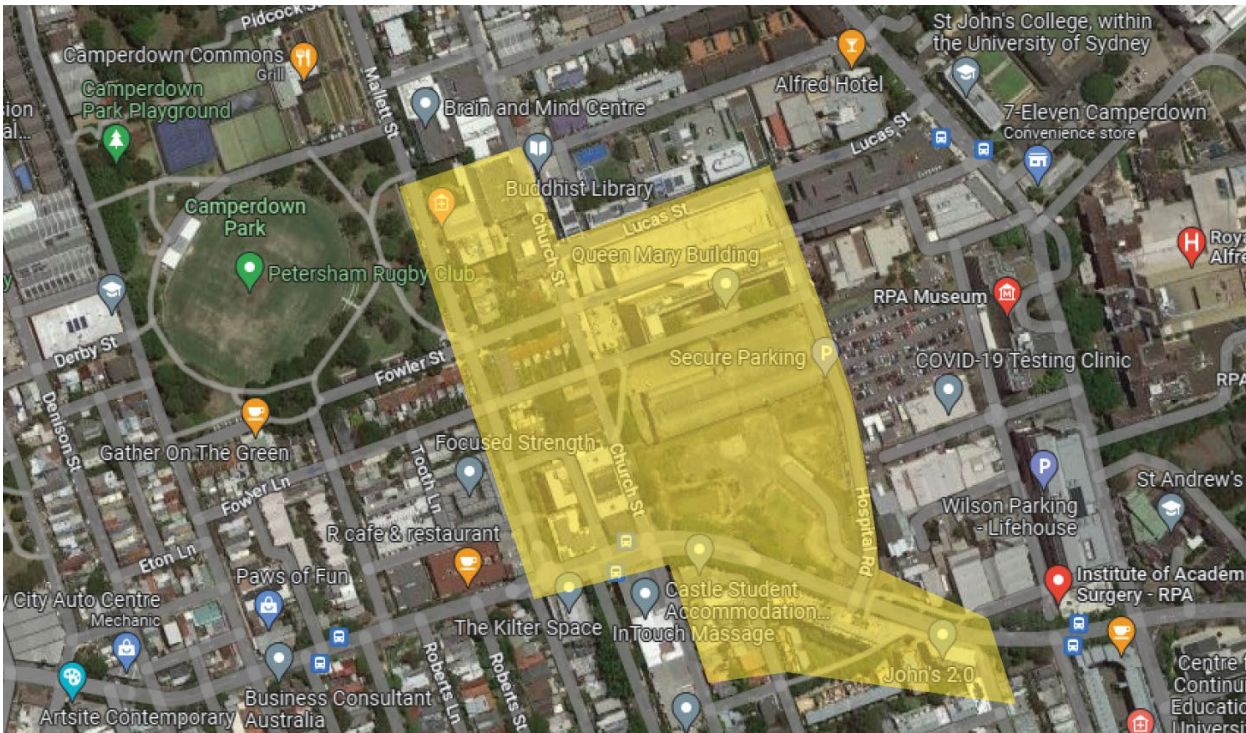 Pidcock St
Camperdown Commons
Grill
Camperdown
Park Playground
Mallett St
Brain and Mind Centre
Alfred Hotel
St John's College, within
the University of Sydney
7-Eleven Camperdown
Convenience store
Lucas St
Buddhist Library
Camperdown
Park
Petersham Rugby Club
Church St
Lucas St
Queen Mary Building
RPA Museum
Secure Parking
COVID-19 Testing Clinic
RPA
Derby St
Denison St
Fowler St
Gather On The Green
Focused Strength
Church St
Hospital Rd
Tooth Ln
Fowler Ln
Eton Ln
R cafe & restaurant
Wilson Parking
- Lifehouse
St Andrew's
Paws of Fun
City Auto Centre
Mechanic
The Kilter Space
Castle Student
Accommodation...
InTouch Massage
Institute of Academ
Surgery - RPA
John's 2.0
Roberts Ln
Roberts St
Business Consultant
Australia
Artsite Contemporary
Centre f
Continui
Educatio
Universit